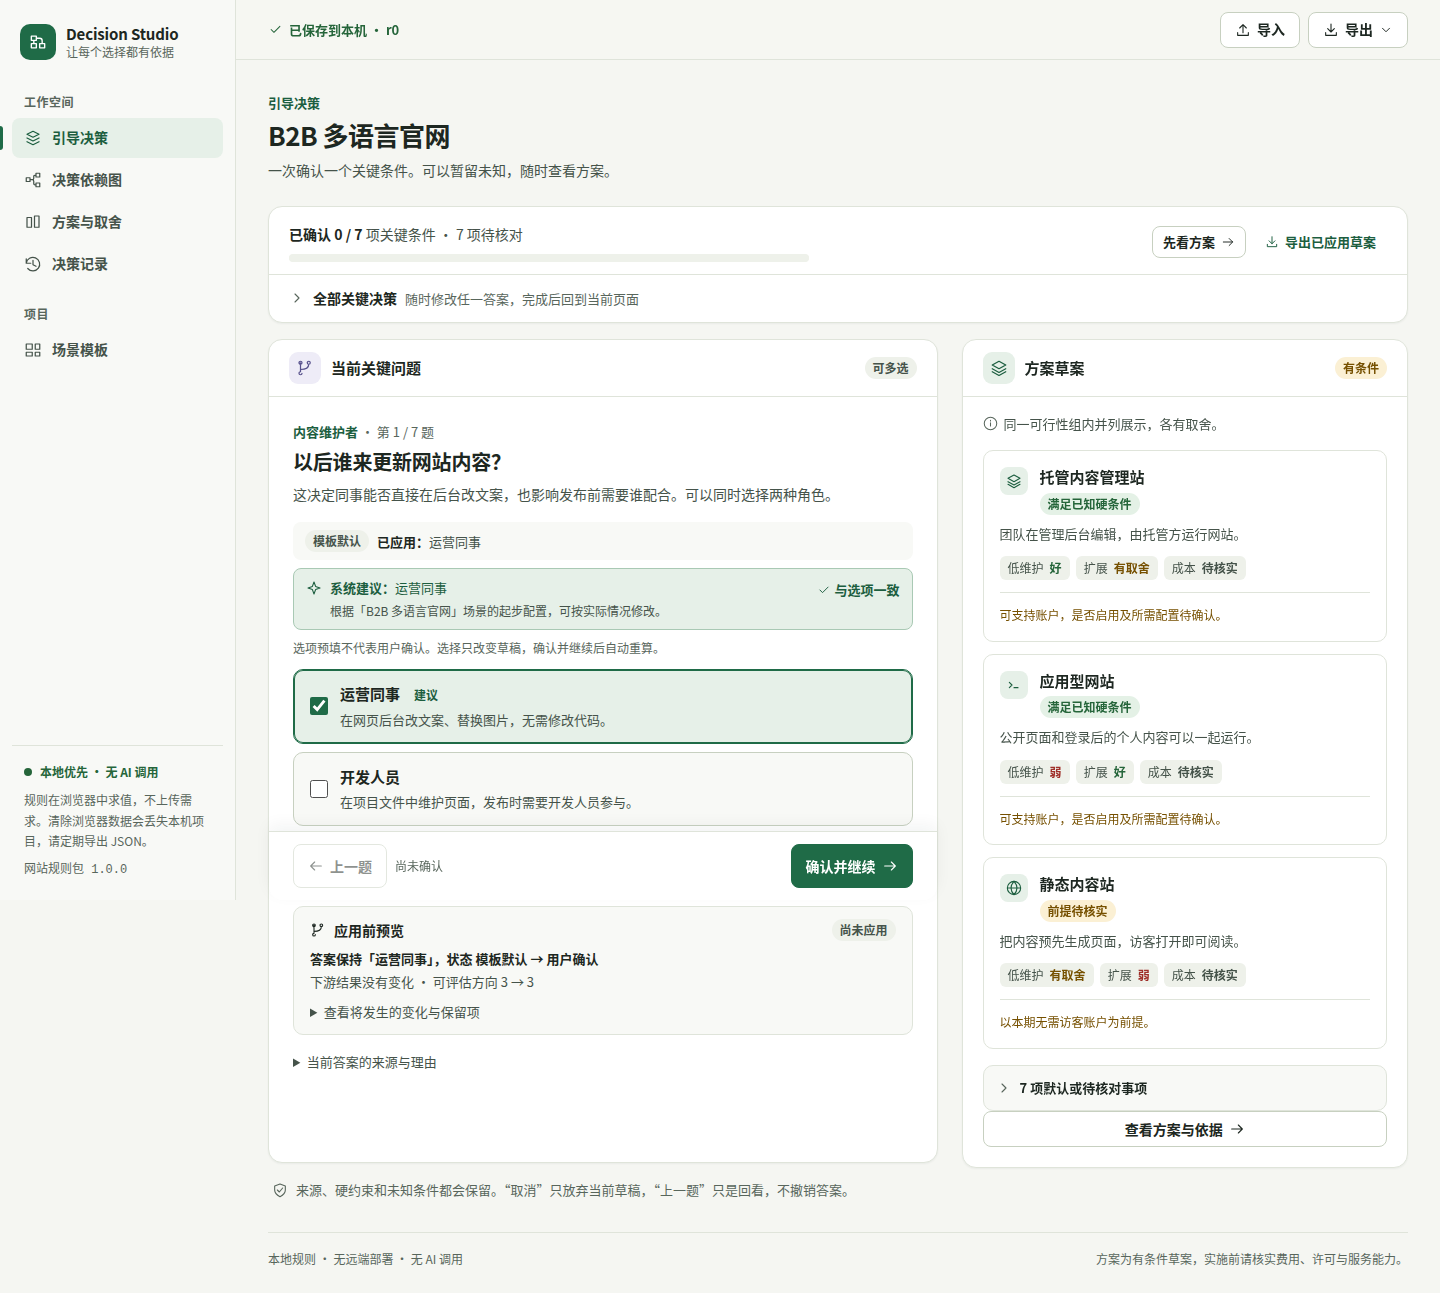 Decision Studio
让每个选择都有依据
工作空间
引导决策
决策依赖图
方案与取舍
决策记录
项目
场景模板
本地优先 · 无 AI 调用
规则在浏览器中求值，不上传需
求。清除浏览器数据会丢失本机项
目，请定期导出 JSON。
网站规则包 1.0.0
已保存到本机 · r0
导入
导出
引导决策
B2B 多语言官网
一次确认一个关键条件。可以暂留未知，随时查看方案。
已确认 0 / 7 项关键条件 · 7 项待核对
先看方案 →
导出已应用草案
全部关键决策 随时修改任一答案，完成后回到当前页面
当前关键问题
可多选
内容维护者 · 第 1 / 7 题
以后谁来更新网站内容？
这决定同事能否直接在后台改文案，也影响发布前需要谁配合。可以同时选择两种角色。
模板默认 已应用：运营同事
系统建议：运营同事
与选项一致
根据「B2B 多语言官网」场景的起步配置，可按实际情况修改。
选项预填不代表用户确认。选择只改变草稿，确认并继续后自动重算。
运营同事 建议
在网页后台改文案、替换图片，无需修改代码。
开发人员
在项目文件中维护页面，发布时需要开发人员参与。
← 上一题 尚未确认
确认并继续 →
应用前预览
尚未应用
答案保持「运营同事」，状态 模板默认 → 用户确认
下游结果没有变化 · 可评估方向 3 → 3
查看将发生的变化与保留项
当前答案的来源与理由
方案草案
有条件
同一可行性组内并列展示，各有取舍。
托管内容管理站
满足已知硬条件
团队在管理后台编辑，由托管方运行网站。
低维护 好 扩展 有取舍 成本 待核实
可支持账户，是否启用及所需配置待确认。
应用型网站
满足已知硬条件
公开页面和登录后的个人内容可以一起运行。
低维护 弱 扩展 好 成本 待核实
可支持账户，是否启用及所需配置待确认。
静态内容站
前提待核实
把内容预先生成页面，访客打开即可阅读。
低维护 有取舍 扩展 弱 成本 待核实
以本期无需访客账户为前提。
7 项默认或待核对事项
查看方案与依据 →
来源、硬约束和未知条件都会保留。“取消”只放弃当前草稿，“上一题”只是回看，不撤销答案。
本地规则 · 无远端部署 · 无 AI 调用
方案为有条件草案，实施前请核实费用、许可与服务能力。